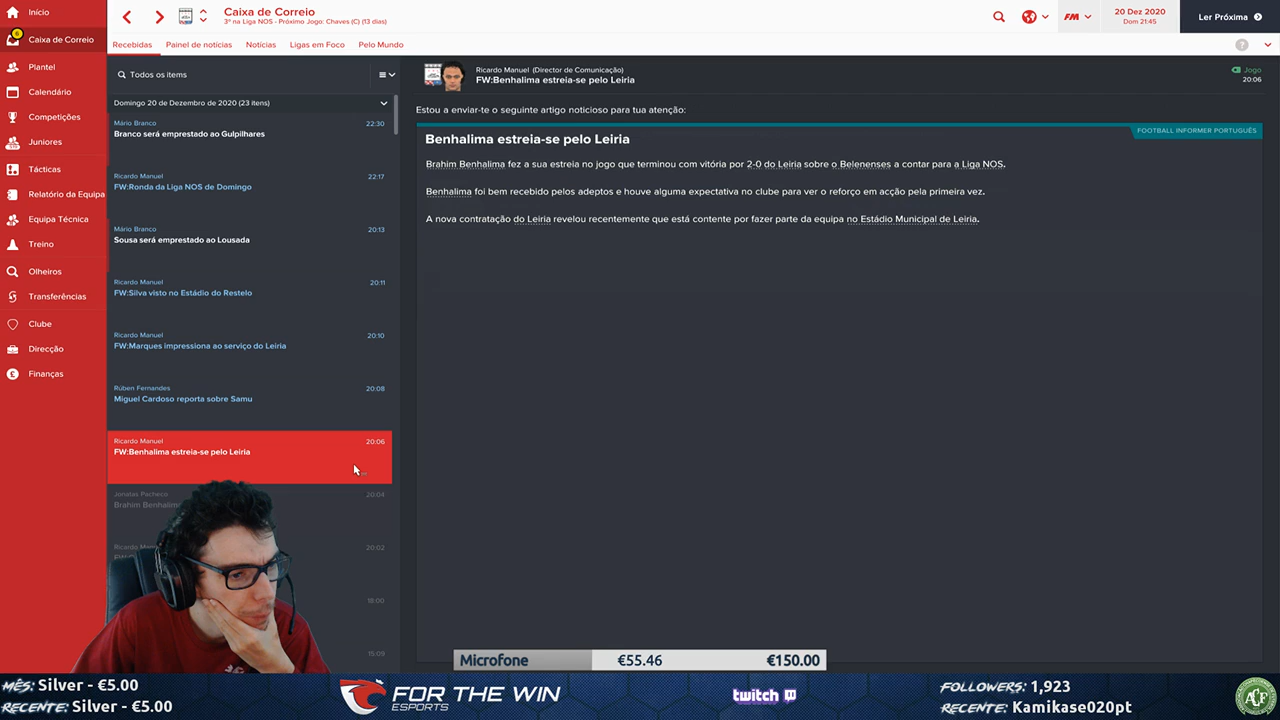 Início
Caixa de Correio
6
Plantel
Calendário
Competições
Juniores
Tácticas
Relatório da Equipa
Equipa Técnica
Treino
Olheiros
Transferências
Clube
Direcção
Finanças
Caixa de Correio
3º na Liga NOS - Próximo Jogo: Chaves (C) (13 dias)
FM
20 Dez 2020
Dom 21:45
Ler Próxima
Recebidas
Painel de notícias
Notícias
Ligas em Foco
Pelo Mundo
?
Todos os items
Domingo 20 de Dezembro de 2020 (23 itens)
Mário Branco 22:30
Branco será emprestado ao Gulpilhares
Ricardo Manuel 22:17
FW:Ronda da Liga NOS de Domingo
Mário Branco 20:13
Sousa será emprestado ao Lousada
Ricardo Manuel 20:11
FW:Silva visto no Estádio do Restelo
Ricardo Manuel 20:10
FW:Marques impressiona ao serviço do Leiria
Rúben Fernandes 20:08
Miguel Cardoso reporta sobre Samu
Ricardo Manuel 20:06
FW:Benhalima estreia-se pelo Leiria
Jonatas Pacheco 20:04
Brahim Benhalima
Ricardo 20:02
18:00
15:09
Ricardo Manuel (Director de Comunicação)
FW:Benhalima estreia-se pelo Leiria
Jogo
20:06
Estou a enviar-te o seguinte artigo noticioso para tua atenção:
FOOTBALL INFORMER PORTUGUÊS
Benhalima estreia-se pelo Leiria
Brahim Benhalima fez a sua estreia no jogo que terminou com vitória por 2-0 do Leiria sobre o Belenenses a contar para a Liga NOS.
Benhalima foi bem recebido pelos adeptos e houve alguma expectativa no clube para ver o reforço em acção pela primeira vez.
A nova contratação do Leiria revelou recentemente que está contente por fazer parte da equipa no Estádio Municipal de Leiria.
Microfone €55.46 €150.00
MÊS: Silver - €5.00
RECENTE: Silver - €5.00
FOR THE WIN
ESPORTS
twitch
FOLLOWERS: 1,923
RECENTE: Kamikase020pt
ACF